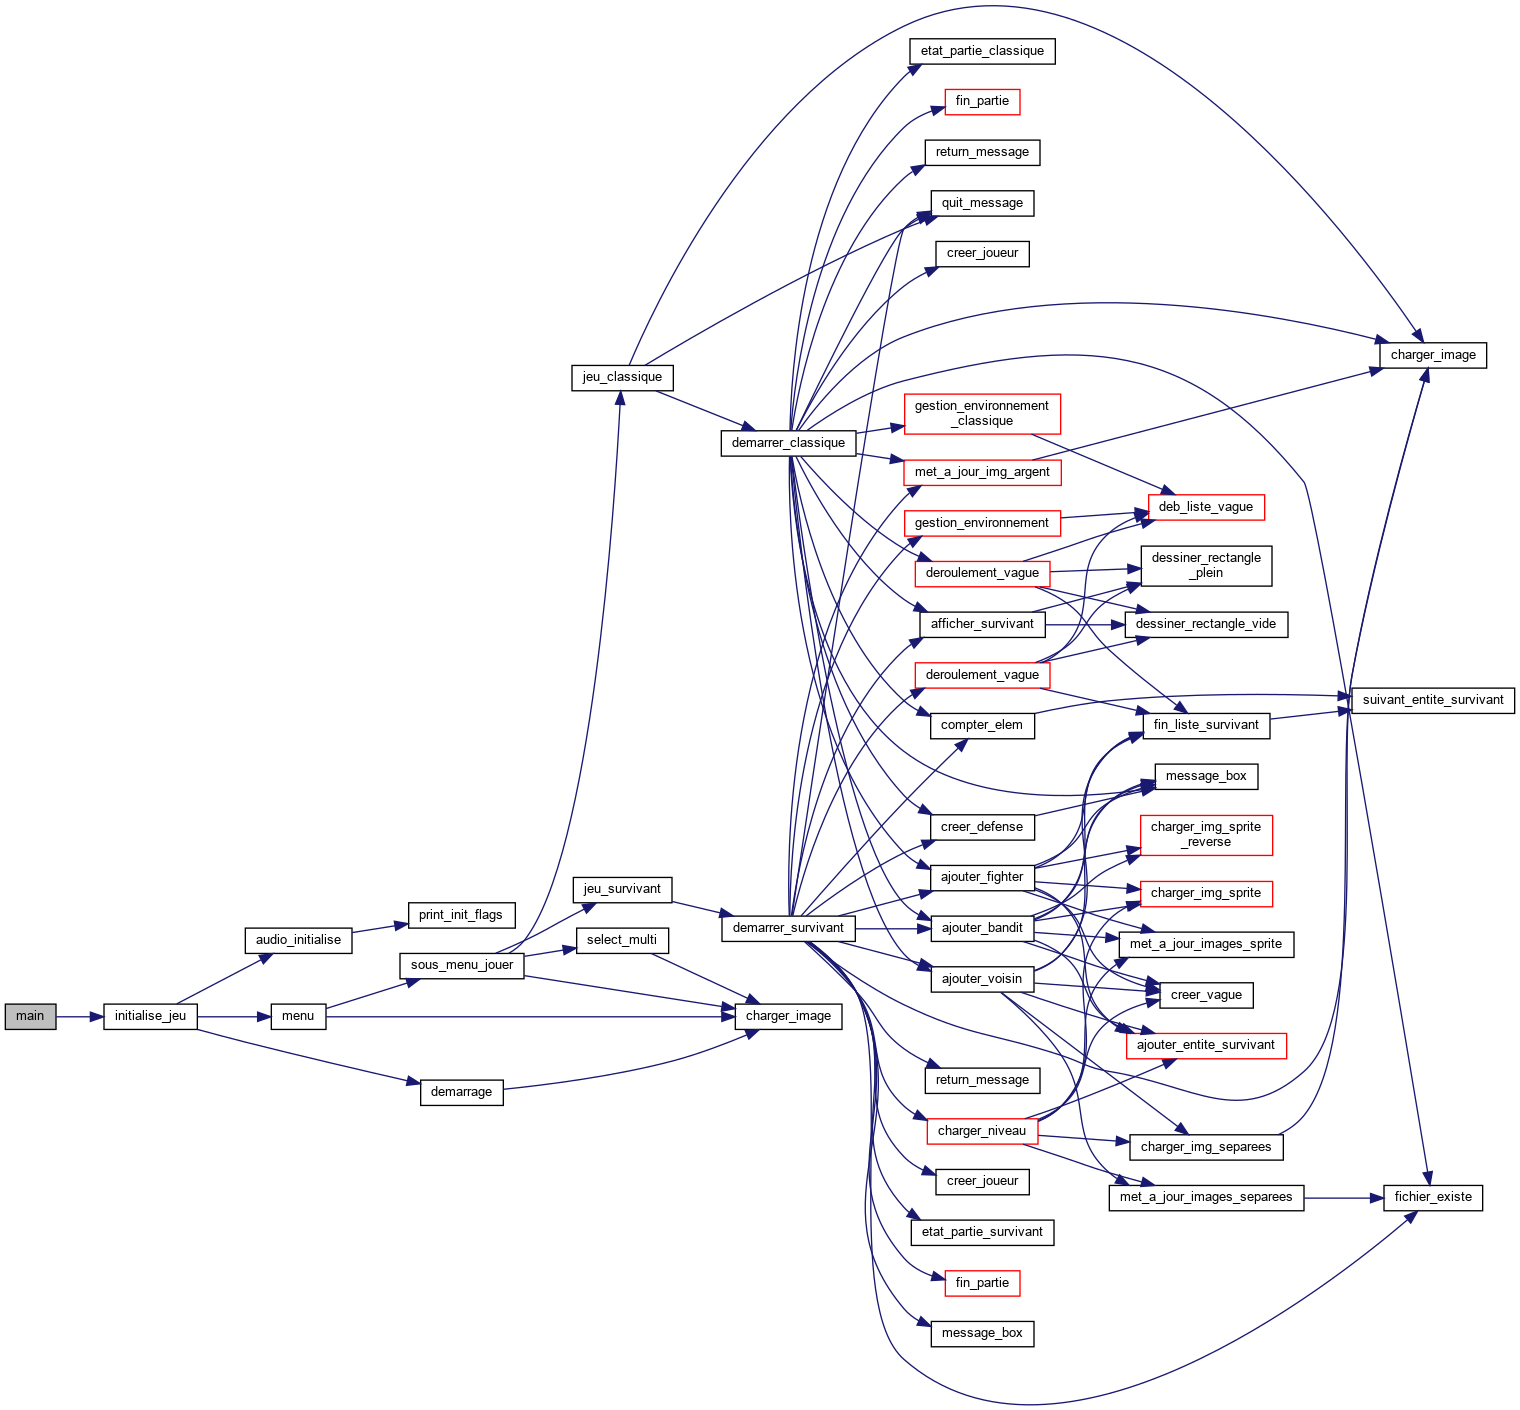 main
initialise_jeu
audio_initialise
menu
demarrage
print_init_flags
sous_menu_jouer
jeu_classique
jeu_survivant
select_multi
charger_image
demarrer_classique
demarrer_survivant
etat_partie_classique
fin_partie
return_message
quit_message
creer_joueur
gestion_environnement
_classique
met_a_jour_img_argent
gestion_environnement
deroulement_vague
afficher_survivant
deroulement_vague
compter_elem
creer_defense
ajouter_fighter
ajouter_bandit
ajouter_voisin
return_message
charger_niveau
creer_joueur
etat_partie_survivant
fin_partie
message_box
deb_liste_vague
dessiner_rectangle
_plein
dessiner_rectangle_vide
fin_liste_survivant
message_box
charger_img_sprite
_reverse
charger_img_sprite
met_a_jour_images_sprite
creer_vague
ajouter_entite_survivant
charger_img_separees
met_a_jour_images_separees
charger_image
suivant_entite_survivant
fichier_existe